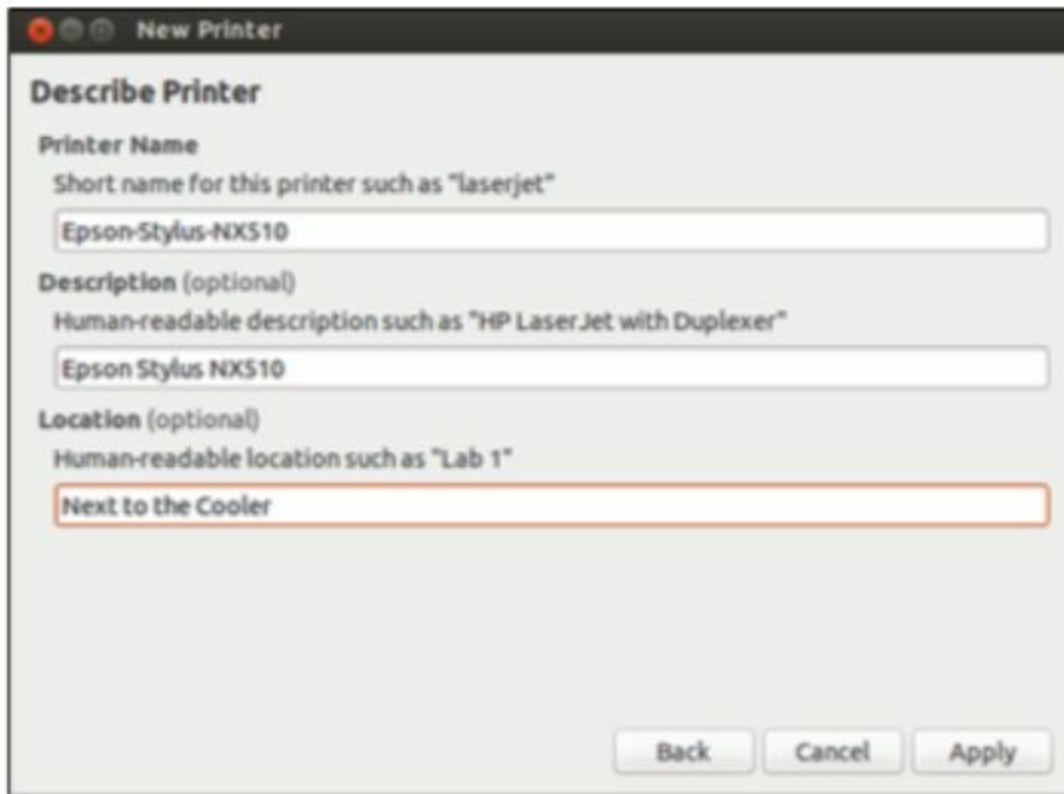 New Printer
Describe Printer
Printer Name
Short name for this printer such as "laserjet"
Epson-Stylus-NX510
Description (optional)
Human-readable description such as "HP LaserJet with Duplexer"
Epson Stylus NX510
Location (optional)
Human-readable location such as "Lab 1"
Next to the Cooler
Back Cancel Apply